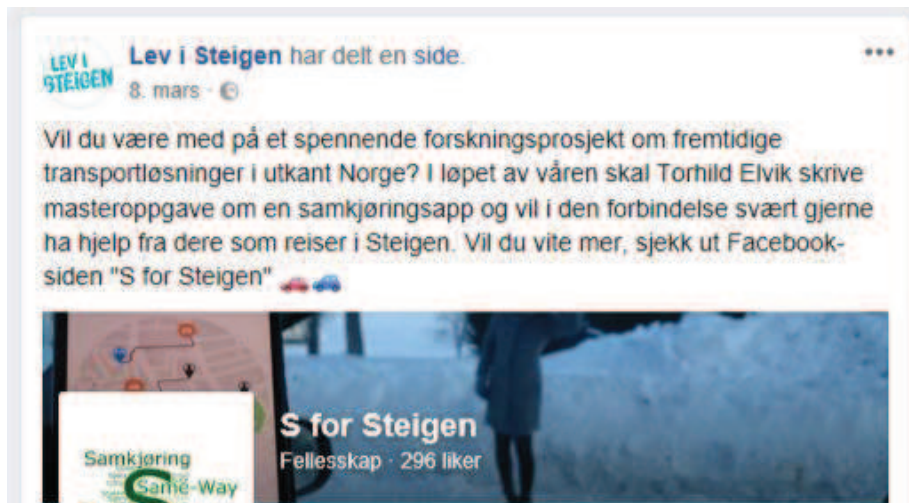 LEV I
STEIGEN
Lev i Steigen har delt en side.
8. mars
Vil du være med på et spennende forskningsprosjekt om fremtidige
transportløsninger i utkant Norge? I løpet av våren skal Torhild Elvik skrive
masteroppgave om en samkjøringsapp og vil i den forbindelse svært gjerne
ha hjelp fra dere som reiser i Steigen. Vil du vite mer, sjekk ut Facebook-
siden "S for Steigen"
S for Steigen
Fellesskap · 296 liker
Samkjøring
S
Same-Way